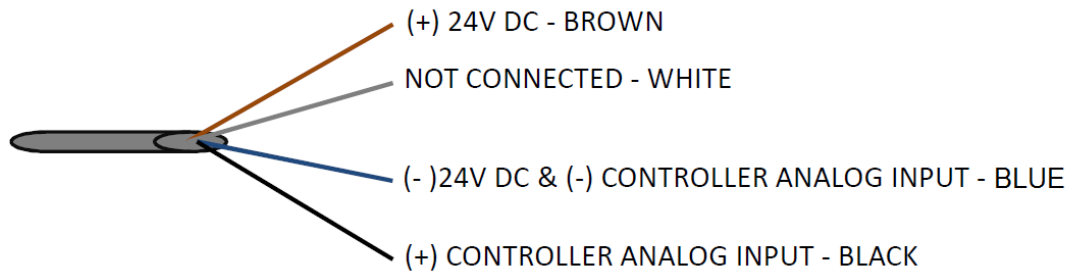 (+) 24V DC - BROWN
NOT CONNECTED - WHITE
(- )24V DC & (-) CONTROLLER ANALOG INPUT - BLUE
(+) CONTROLLER ANALOG INPUT - BLACK